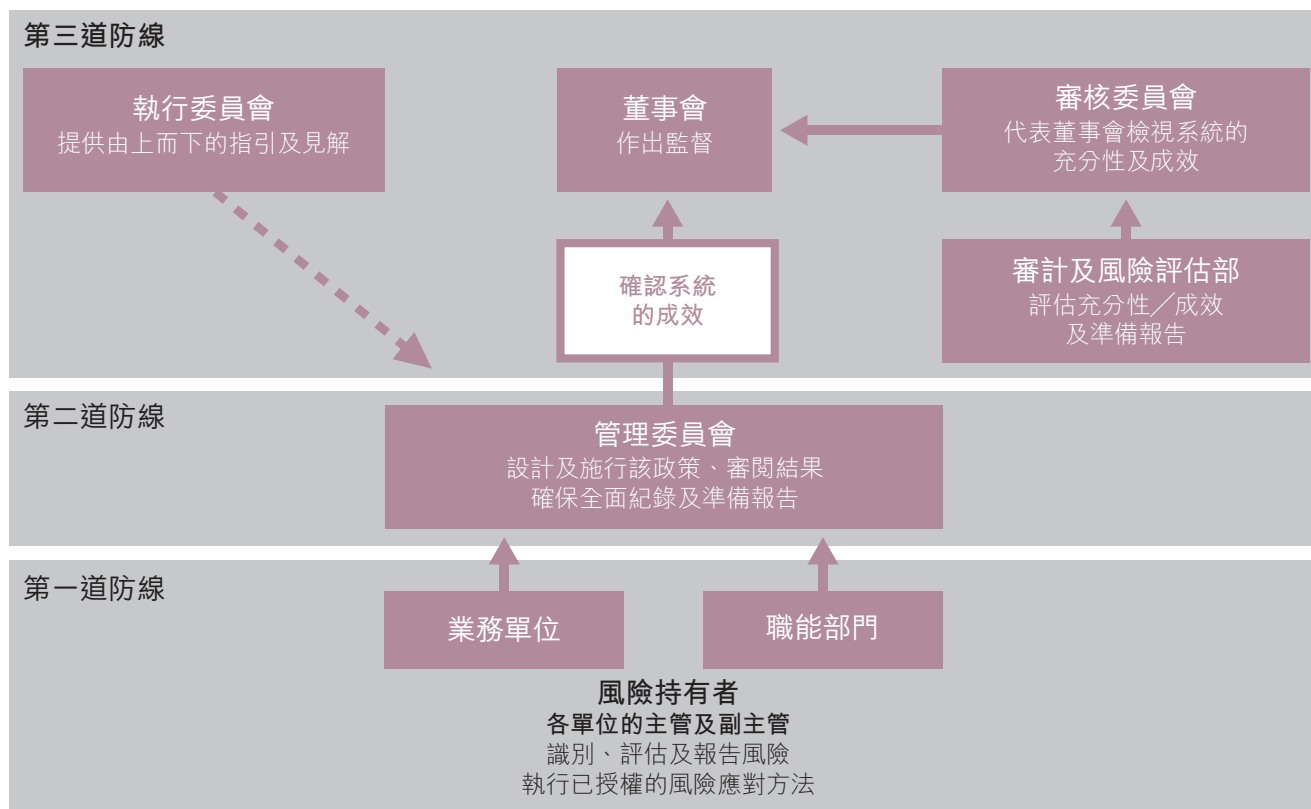 第三道防線
執行委員會
提供由上而下的指引及見解
董事會
作出監督
審核委員會
代表董事會檢視系統的
充分性及成效
確認系統
的成效
審計及風險評估部
評估充分性╱成效
及準備報告
第二道防線
管理委員會
設計及施行該政策、審閱結果
確保全面紀錄及準備報告
第一道防線
業務單位
職能部門
風險持有者
各單位的主管及副主管
識別、評估及報告風險
執行已授權的風險應對方法